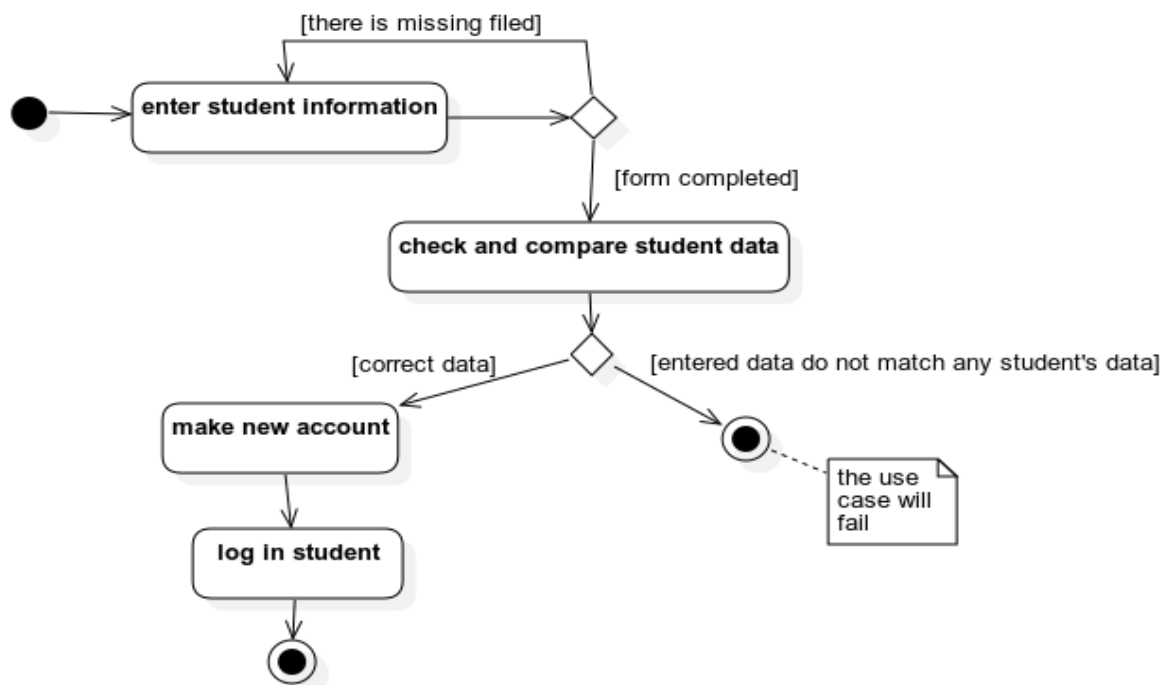 [there is missing filed]
enter student information
[form completed]
check and compare student data
[correct data]
[entered data do not match any student's data]
make new account
the use
case will
fail
log in student